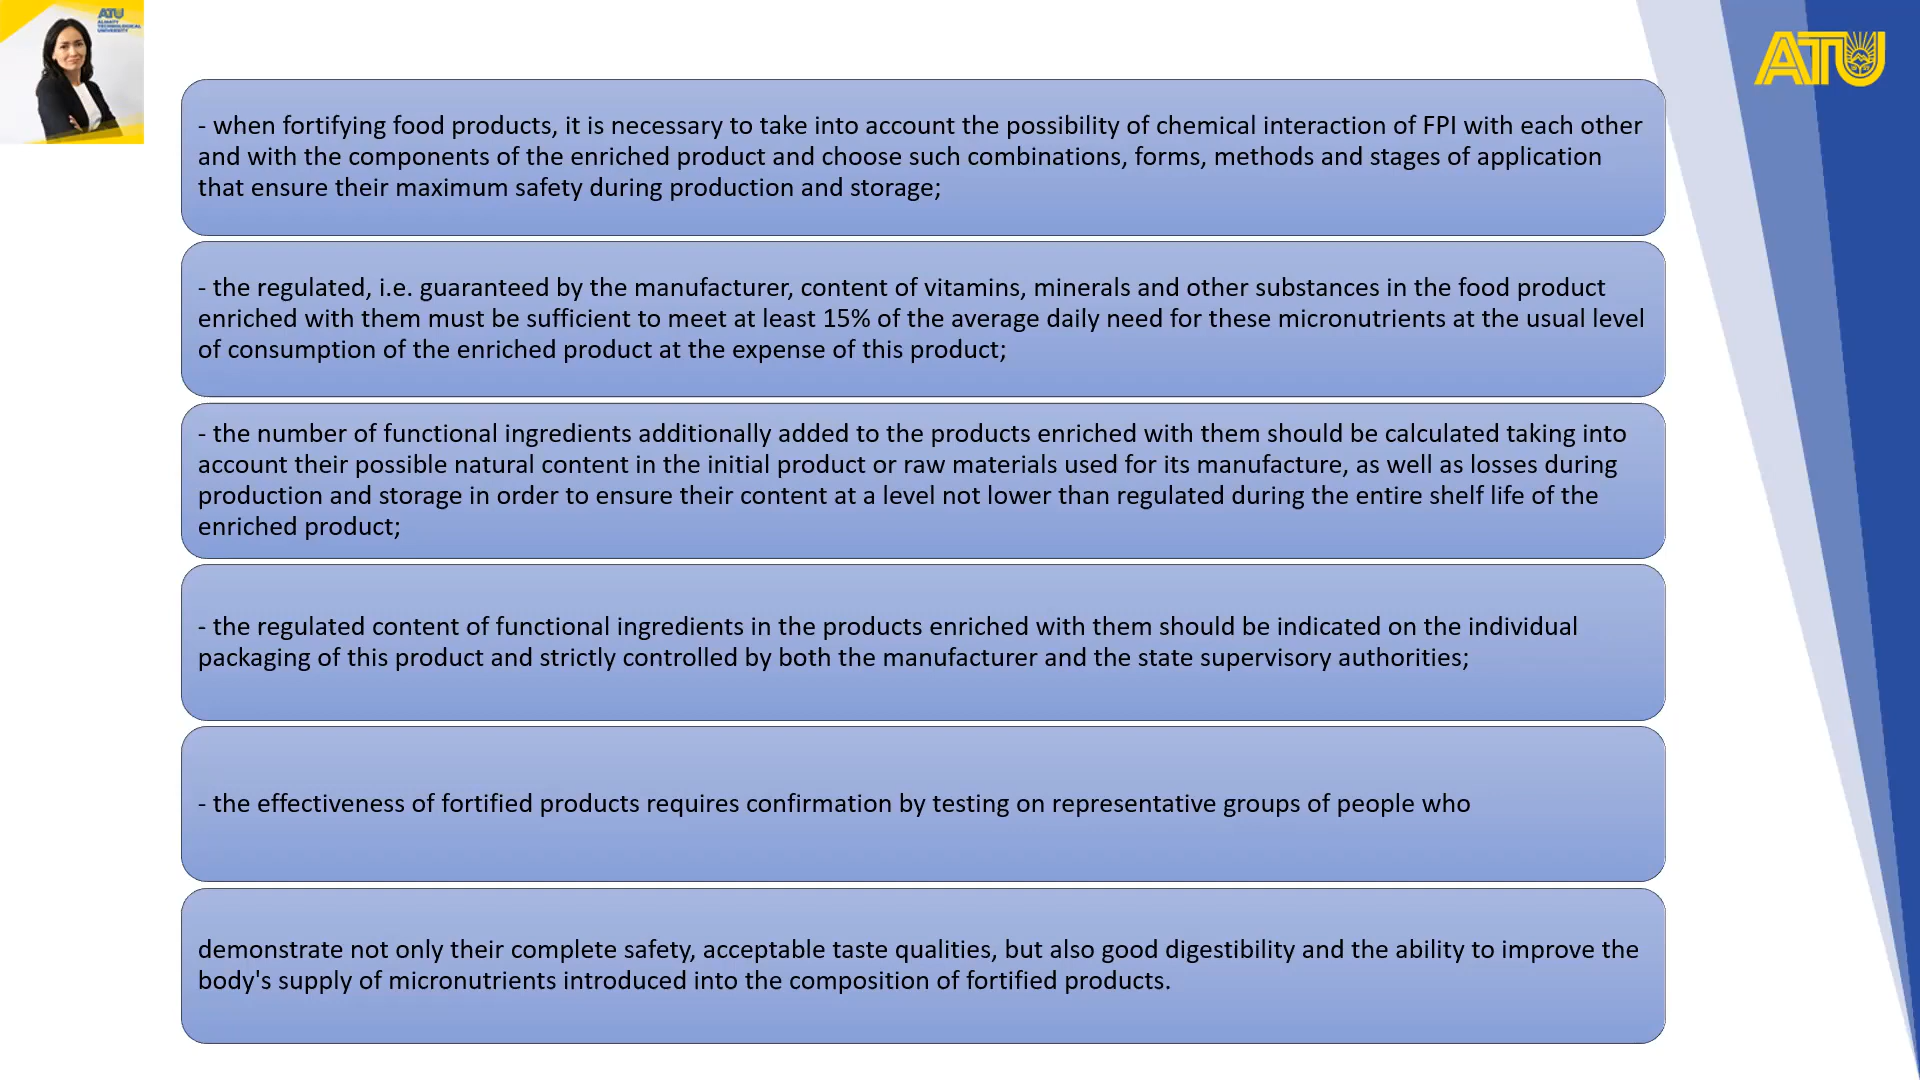 ATU
ALMATY
TECHNOLOGICAL
UNIVERSITY
ATU
- when fortifying food products, it is necessary to take into account the possibility of chemical interaction of FPI with each other
and with the components of the enriched product and choose such combinations, forms, methods and stages of application
that ensure their maximum safety during production and storage;
- the regulated, i.e. guaranteed by the manufacturer, content of vitamins, minerals and other substances in the food product
enriched with them must be sufficient to meet at least 15% of the average daily need for these micronutrients at the usual level
of consumption of the enriched product at the expense of this product;
- the number of functional ingredients additionally added to the products enriched with them should be calculated taking into
account their possible natural content in the initial product or raw materials used for its manufacture, as well as losses during
production and storage in order to ensure their content at a level not lower than regulated during the entire shelf life of the
enriched product;
- the regulated content of functional ingredients in the products enriched with them should be indicated on the individual
packaging of this product and strictly controlled by both the manufacturer and the state supervisory authorities;
- the effectiveness of fortified products requires confirmation by testing on representative groups of people who
demonstrate not only their complete safety, acceptable taste qualities, but also good digestibility and the ability to improve the
body's supply of micronutrients introduced into the composition of fortified products.